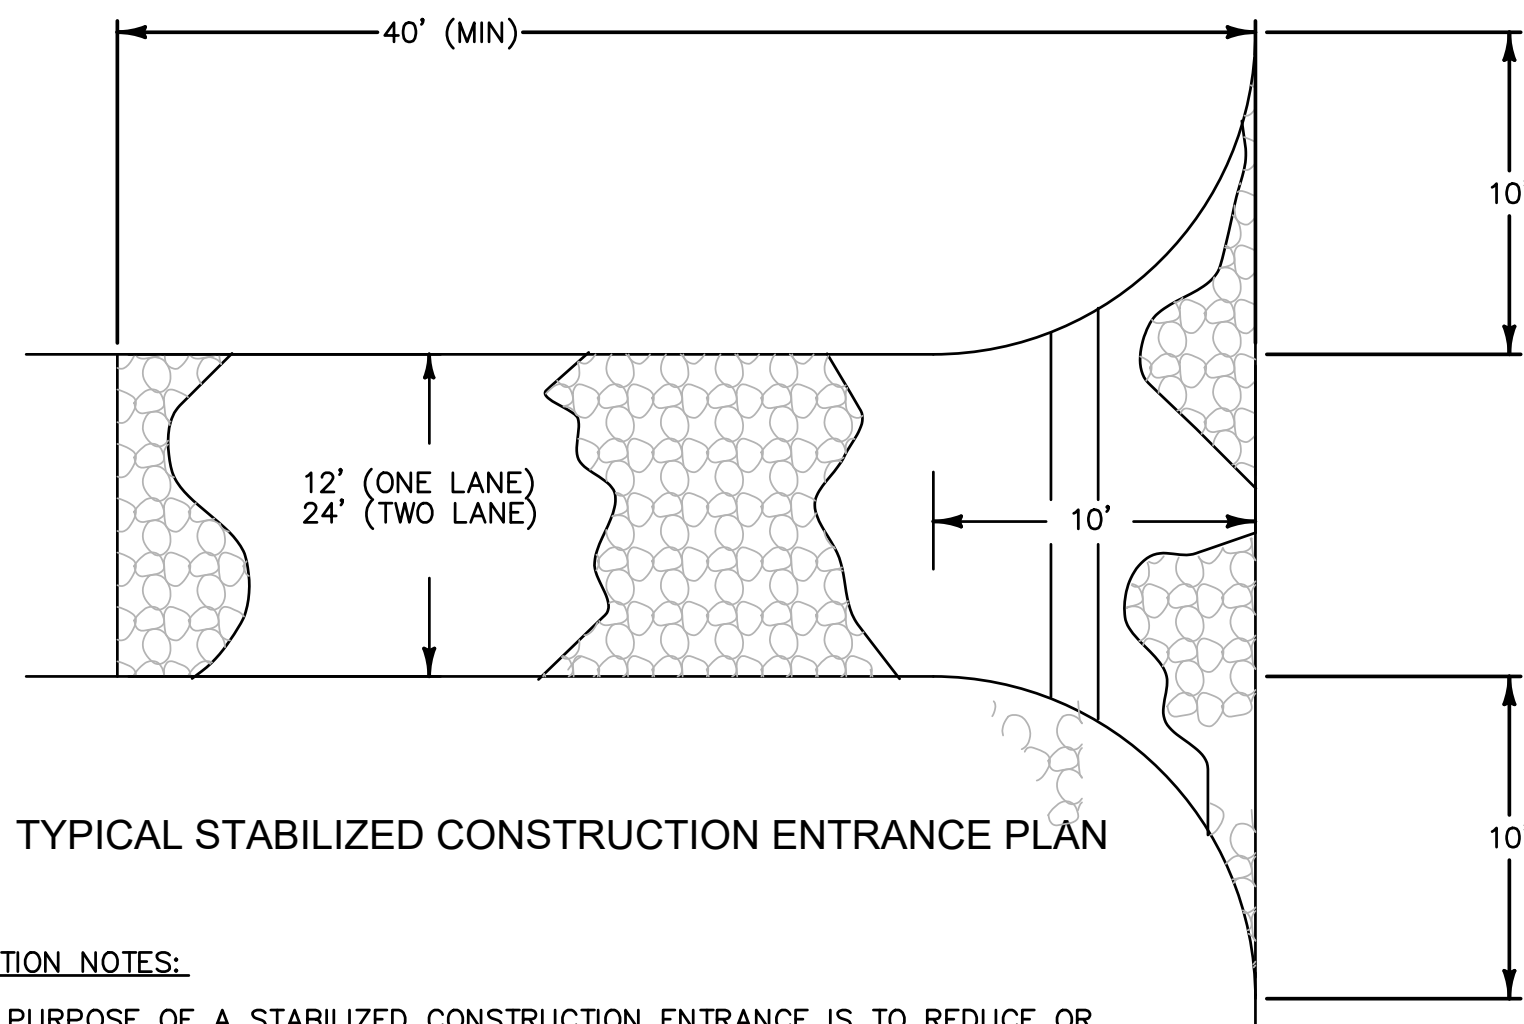 40' (MIN)
10'
12' (ONE LANE)
24' (TWO LANE)
10'
TYPICAL STABILIZED CONSTRUCTION ENTRANCE PLAN
10
TION NOTES:
PURPOSE OF A STABILIZED CONSTRUCTION ENTRANCE IS TO REDUCE OR